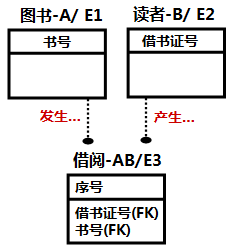 图书-A/ E1
读者-B/ E2
书号
借书证号
发生...
产生...
借阅-AB/E3
序号
借书证号(FK)
书号(FK)